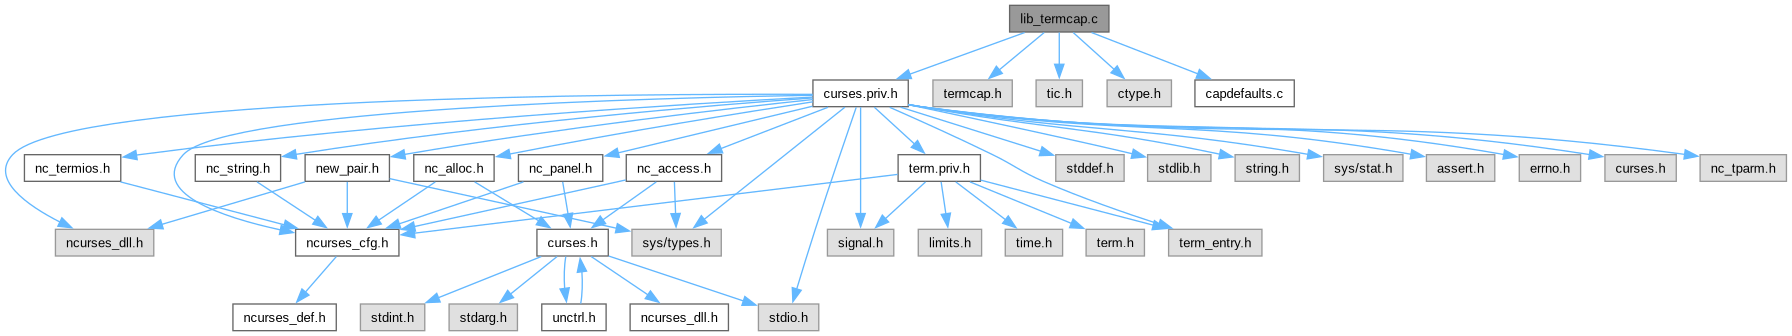 lib_termcap.c
curses.priv.h
termcap.h
tic.h
ctype.h
capdefaults.c
nc_termios.h
nc_string.h
new_pair.h
nc_alloc.h
nc_panel.h
nc_access.h
term.priv.h
stddef.h
stdlib.h
string.h
sys/stat.h
assert.h
errno.h
curses.h
nc_tparm.h
ncurses_dll.h
ncurses_cfg.h
curses.h
sys/types.h
signal.h
limits.h
time.h
term.h
term_entry.h
ncurses_def.h
stdint.h
stdarg.h
unctrl.h
ncurses_dll.h
stdio.h